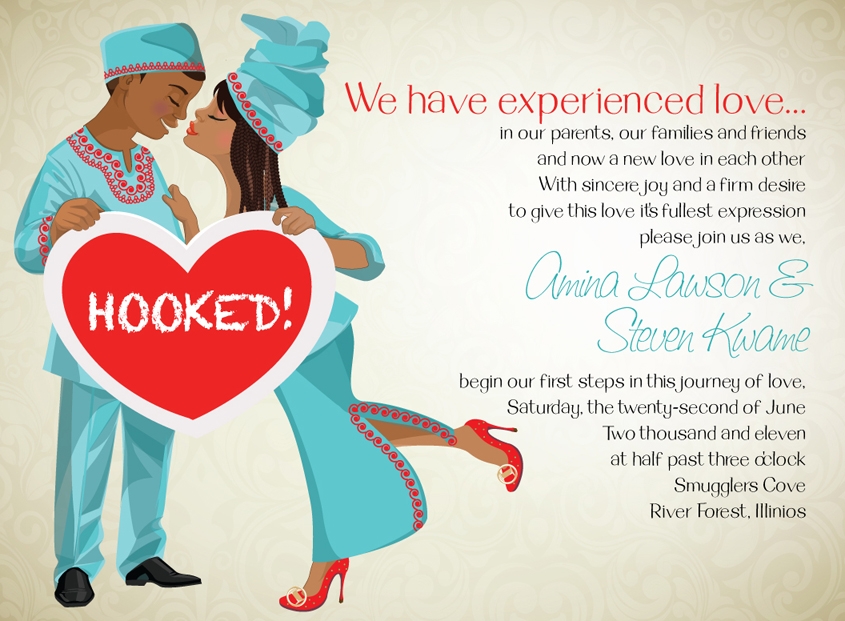 HOOKED!
We have experienced love...
in our parents, our families and friends
and now a new love in each other
With sincere joy and a firm desire
to give this love it's fullest expression
please join us as we,
Amina Lawson &
Steven Kwame
begin our first steps in this journey of love,
Saturday, the twenty-second of June
Two thousand and eleven
at half past three o'clock
Smugglers Cove
River Forest, Illinios